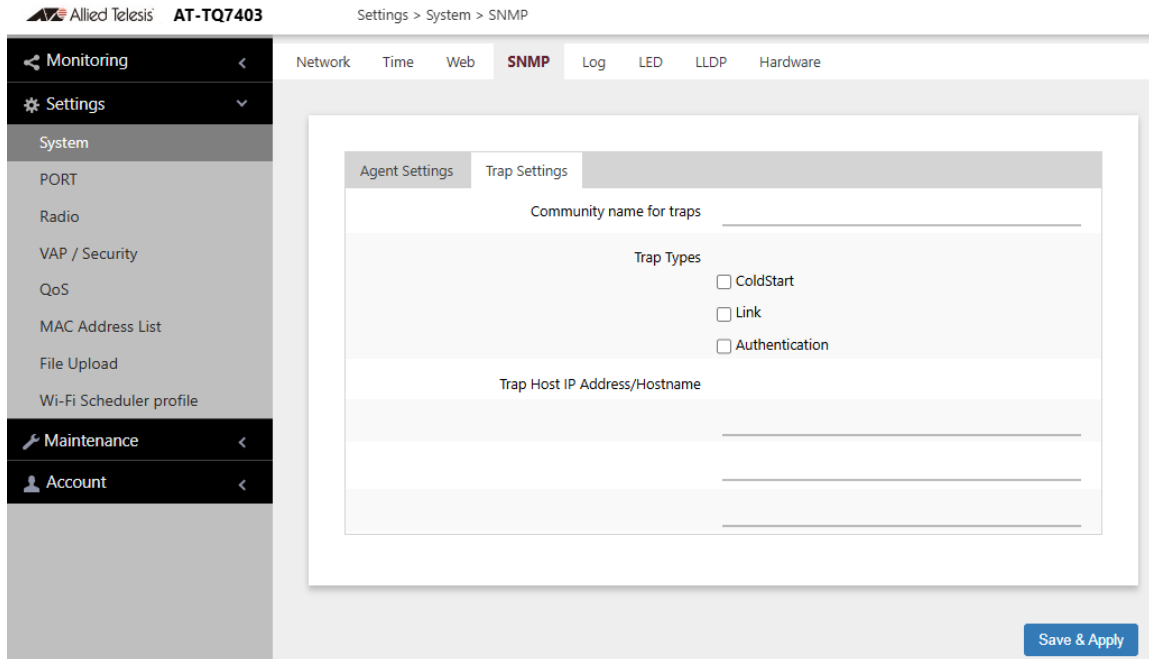 Allied Telesis AT-TQ7403 Settings > System > SNMP
Monitoring
Network Time Web SNMP Log LED LLDP Hardware
Settings
System
PORT
Radio
VAP / Security
QoS
MAC Address List
File Upload
Wi-Fi Scheduler profile
Maintenance
Account
Agent Settings Trap Settings
Community name for traps
Trap Types
ColdStart
Link
Authentication
Trap Host IP Address/Hostname
Save & Apply